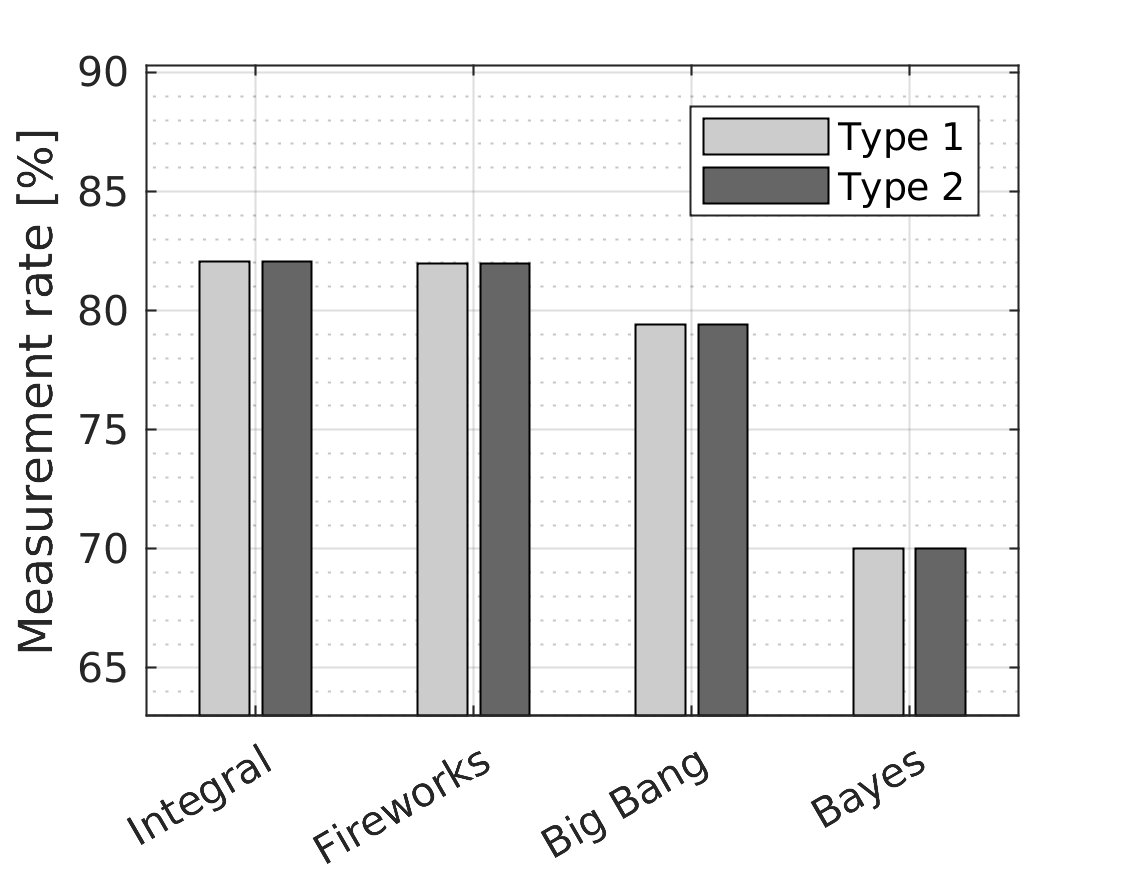 Measurement rate [%]
90
85
80
75
70
65
Type 1
Type 2
Integral
Fireworks
Big Bang
Bayes